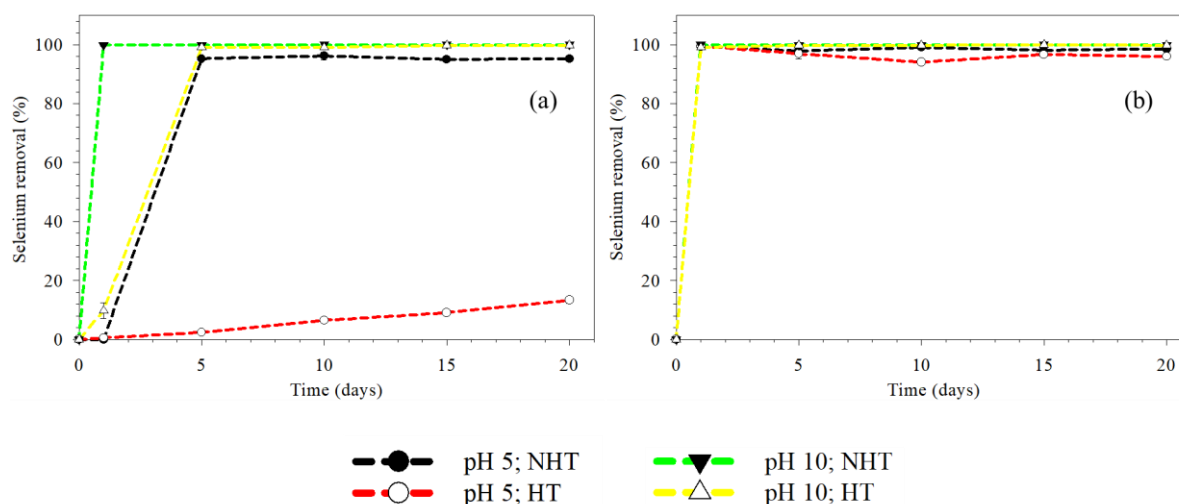 100
80
60
40
20
0
Selenium removal (%)
(a)
0 5 10 15 20
Time (days)
100
80
60
40
20
0
Selenium removal (%)
(b)
0 5 10 15 20
Time (days)
pH 5; NHT
pH 10; NHT
pH 5; HT
pH 10; HT